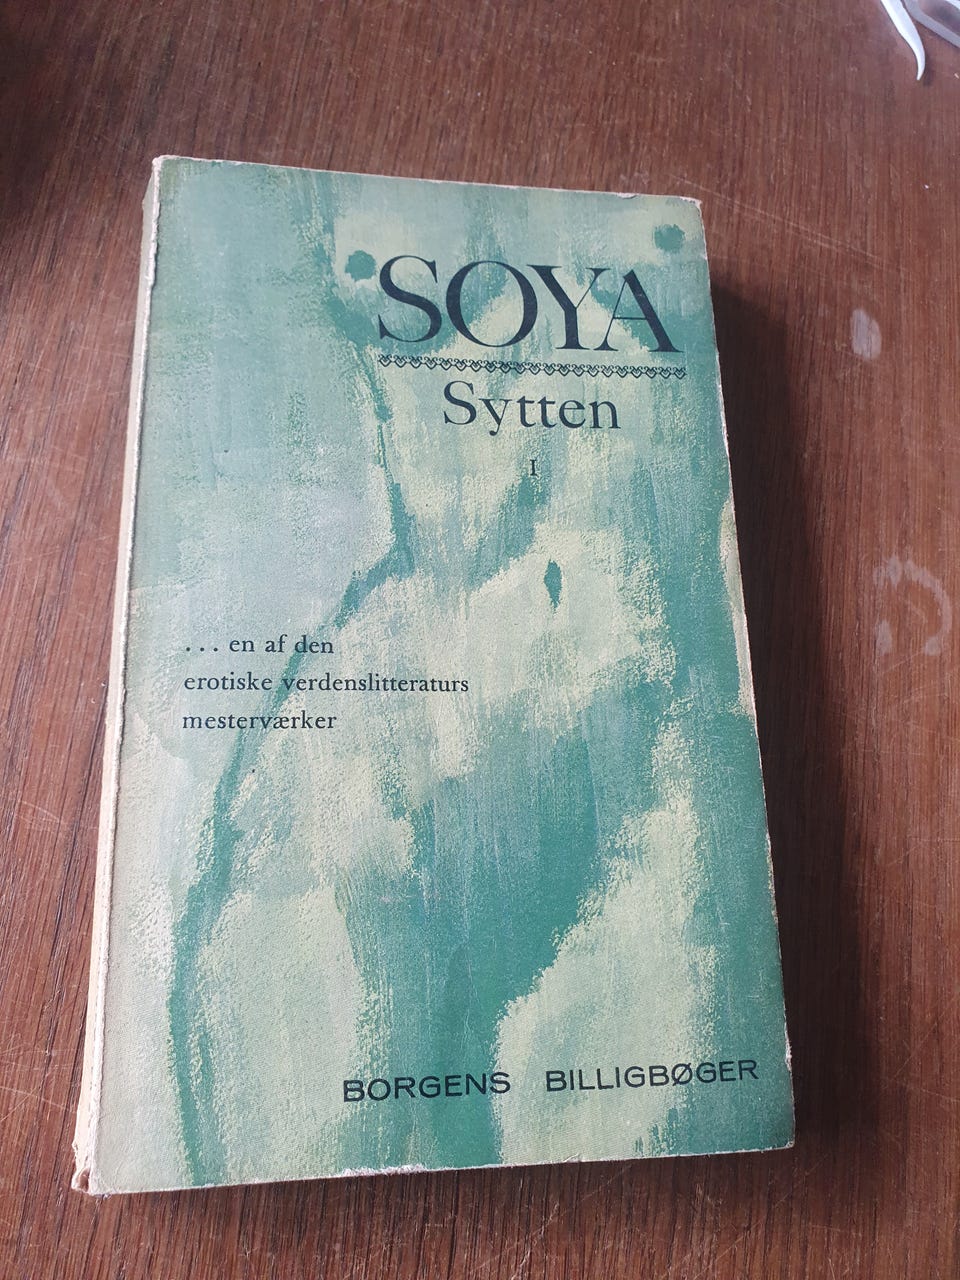 SOYA
Sytten
I
... en af den
erotiske verdenslitteraturs
mesterværker
BORGENS BILLIGBØGER